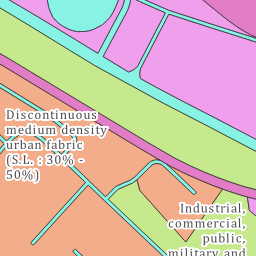 Discontinuous
medium density
urban fabric
(S.L. : 30% -
50%)
Industrial,
commercial,
public,
military and